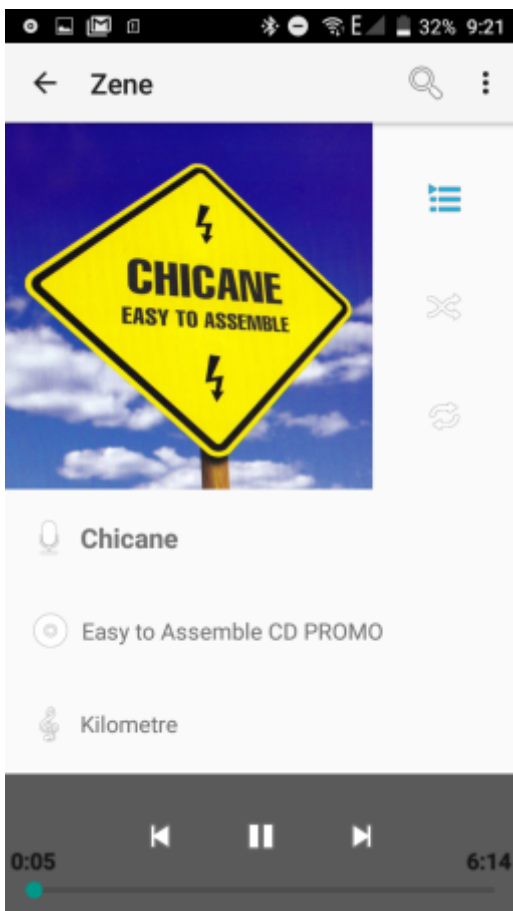 E 32% 9:21
Zene
CHICANE
EASY TO ASSEMBLE
Chicane
Easy to Assemble CD PROMO
Kilometre
0:05 6:14